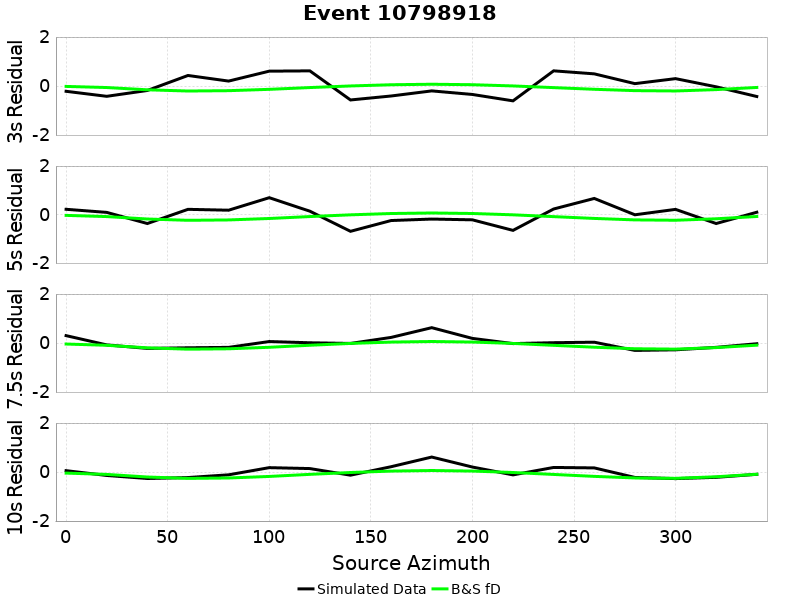 Event 10798918
2
0
-2
3s Residual
2
0
-2
5s Residual
2
0
-2
7.5s Residual
2
0
-2
10s Residual
0 50 100 150 200 250 300
Source Azimuth
Simulated Data B&S fD